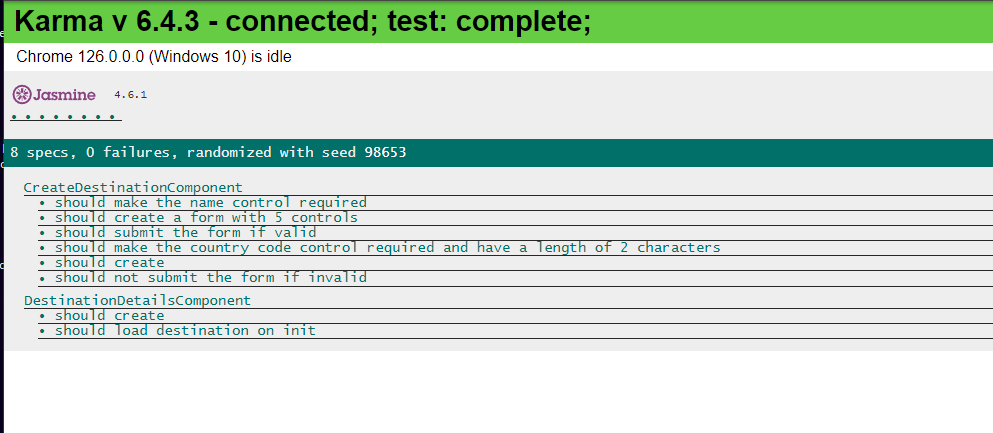 Karma v 6.4.3 - connected; test: complete;
Chrome 126.0.0.0 (Windows 10) is idle
Jasmine 4.6.1
• • • • • • • •
8 specs, 0 failures, randomized with seed 98653
CreateDestinationComponent
• should make the name control required
• should create a form with 5 controls
• should submit the form if valid
• should make the country code control required and have a length of 2 characters
• should create
• should not submit the form if invalid
DestinationDetailsComponent
• should create
• should load destination on init